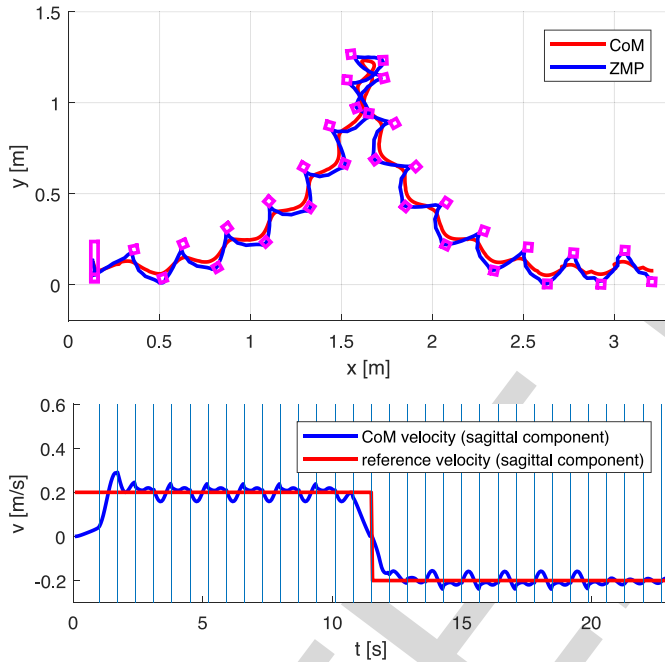 1.5
1
0.5
0
y [m]
CoM
ZMP
0 0.5 1 1.5 2 2.5 3
x [m]
0.6
0.4
0.2
0
-0.2
v [m/s]
CoM velocity (sagittal component)
reference velocity (sagittal component)
0 5 10 15 20
t [s]